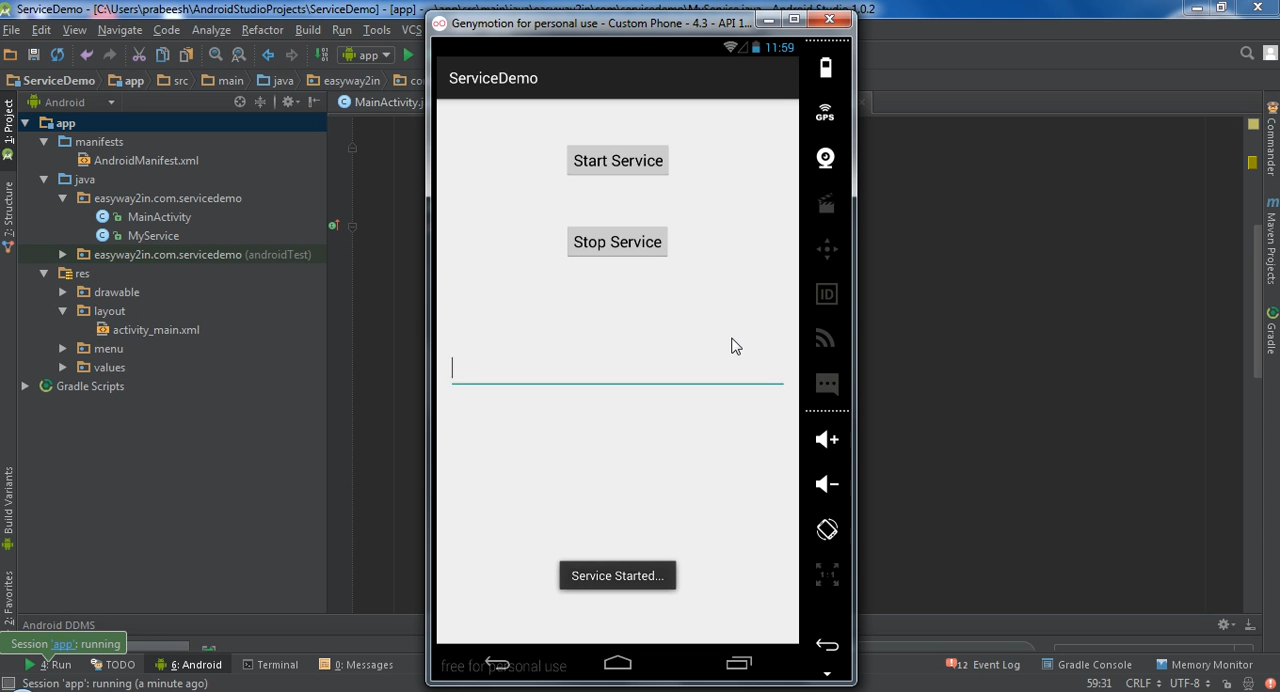 ServiceDemo - [C:\Users\prabeesh\AndroidStudioProjects\ServiceDemo] - [app] -
1.0.2
Genymotion for personal use - Custom Phone - 4.3 - API 1...
File Edit View Navigate Code Analyze Refactor Build Run Tools VCS
app
ServiceDemo app src main java easyway2in co
Android
MainActivity.j
1: Project
7: Structure
Build Variants
2: Favorites
app
manifests
AndroidManifest.xml
java
easyway2in.com.servicedemo
MainActivity
MyService
easyway2in.com.servicedemo (androidTest)
res
drawable
layout
activity_main.xml
menu
values
Gradle Scripts
11:59
ServiceDemo
Start Service
Stop Service
Service Started...
free for personal use
GPS
ID
1:1
Commander
Maven Projects
Gradle
Android DDMS
Session 'app': running
4: Run TODO 6: Android Terminal 0: Messages
12 Event Log Gradle Console Memory Monitor
Session 'app': running (a minute ago)
59:31 CRLF UTF-8